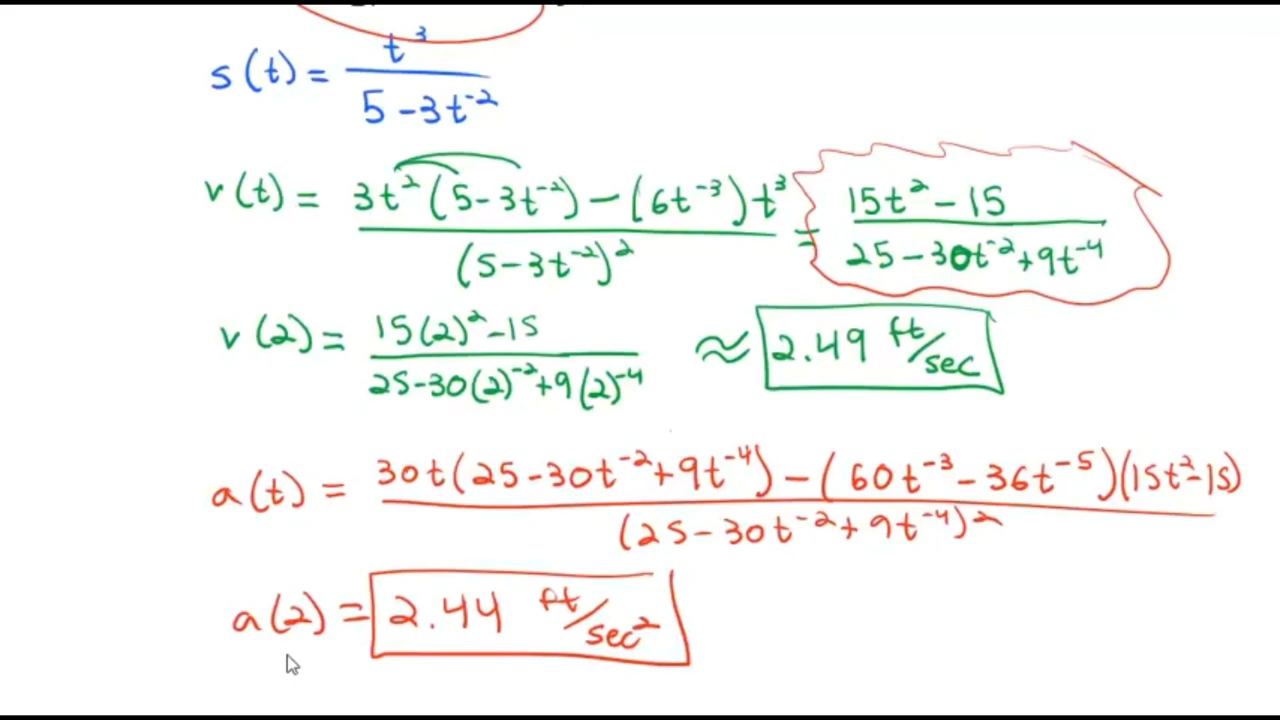 s(t) = t³ / (5 - 3t⁻²)
v(t) = (3t²(5 - 3t⁻²) - (6t⁻³)t³) / (5 - 3t⁻²)² = (15t² - 15) / (25 - 30t⁻² + 9t⁻⁴)
v(2) = (15(2)² - 15) / (25 - 30(2)⁻² + 9(2)⁻⁴) ≈ 2.49 ft/sec
a(t) = (30t(25 - 30t⁻² + 9t⁻⁴) - (60t⁻³ - 36t⁻⁵)(15t² - 15)) / (25 - 30t⁻² + 9t⁻⁴)²
a(2) = 2.44 ft/sec²